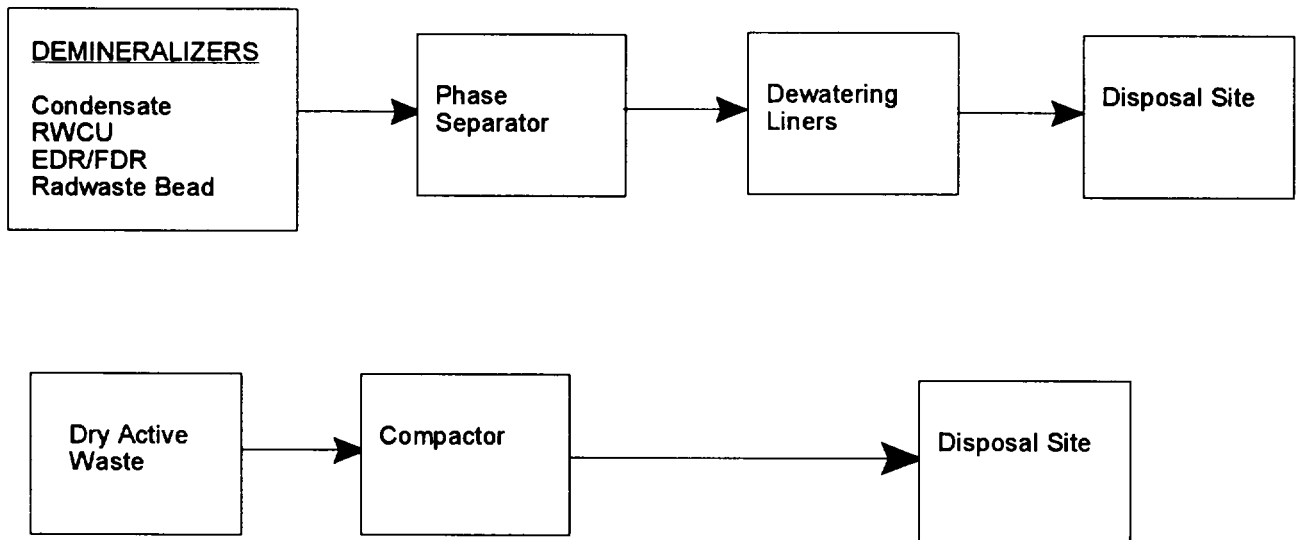 DEMINERALIZERS
Condensate
RWCU
EDR/FDR
Radwaste Bead
Phase
Separator
Dewatering
Liners
Disposal Site
Dry Active
Waste
Compactor
Disposal Site